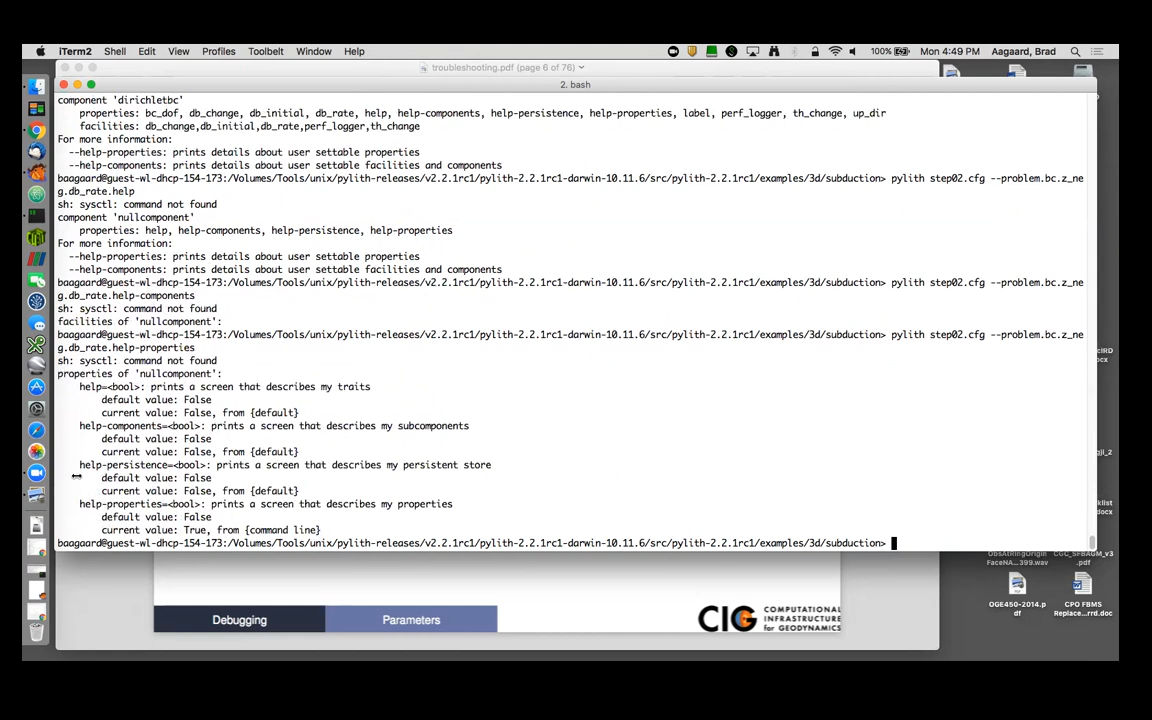 iTerm2 Shell Edit View Profiles Toolbelt Window Help 100% Mon 4:49 PM Aagaard, Brad
troubleshooting.pdf (page 6 of 76)
2. bash
component 'dirichletbc'
properties: bc_dof, db_change, db_initial, db_rate, help, help-components, help-persistence, help-properties, label, perf_logger, th_change, up_dir
facilities: db_change,db_initial,db_rate,perf_logger,th_change
For more information:
--help-properties: prints details about user settable properties
--help-components: prints details about user settable facilities and components
baagaard@guest-wl-dhcp-154-173:/Volumes/Tools/unix/pylith-releases/v2.2.1rc1/pylith-2.2.1rc1-darwin-10.11.6/src/pylith-2.2.1rc1/examples/3d/subduction> pylith step02.cfg --problem.bc.z_ne
g.db_rate.help
sh: sysctl: command not found
component 'nullcomponent'
properties: help, help-components, help-persistence, help-properties
For more information:
--help-properties: prints details about user settable properties
--help-components: prints details about user settable facilities and components
baagaard@guest-wl-dhcp-154-173:/Volumes/Tools/unix/pylith-releases/v2.2.1rc1/pylith-2.2.1rc1-darwin-10.11.6/src/pylith-2.2.1rc1/examples/3d/subduction> pylith step02.cfg --problem.bc.z_ne
g.db_rate.help-components
sh: sysctl: command not found
facilities of 'nullcomponent':
baagaard@guest-wl-dhcp-154-173:/Volumes/Tools/unix/pylith-releases/v2.2.1rc1/pylith-2.2.1rc1-darwin-10.11.6/src/pylith-2.2.1rc1/examples/3d/subduction> pylith step02.cfg --problem.bc.z_ne
g.db_rate.help-properties
sh: sysctl: command not found
properties of 'nullcomponent':
help=<bool>: prints a screen that describes my traits
default value: False
current value: False, from {default}
help-components=<bool>: prints a screen that describes my subcomponents
default value: False
current value: False, from {default}
help-persistence=<bool>: prints a screen that describes my persistent store
default value: False
current value: False, from {default}
help-properties=<bool>: prints a screen that describes my properties
default value: False
current value: True, from {command line}
baagaard@guest-wl-dhcp-154-173:/Volumes/Tools/unix/pylith-releases/v2.2.1rc1/pylith-2.2.1rc1-darwin-10.11.6/src/pylith-2.2.1rc1/examples/3d/subduction>
Debugging Parameters
CIG COMPUTATIONAL
INFRASTRUCTURE
for GEODYNAMICS
OGE450-2014.p
df
CPO FBMS
Replace...rrd.doc